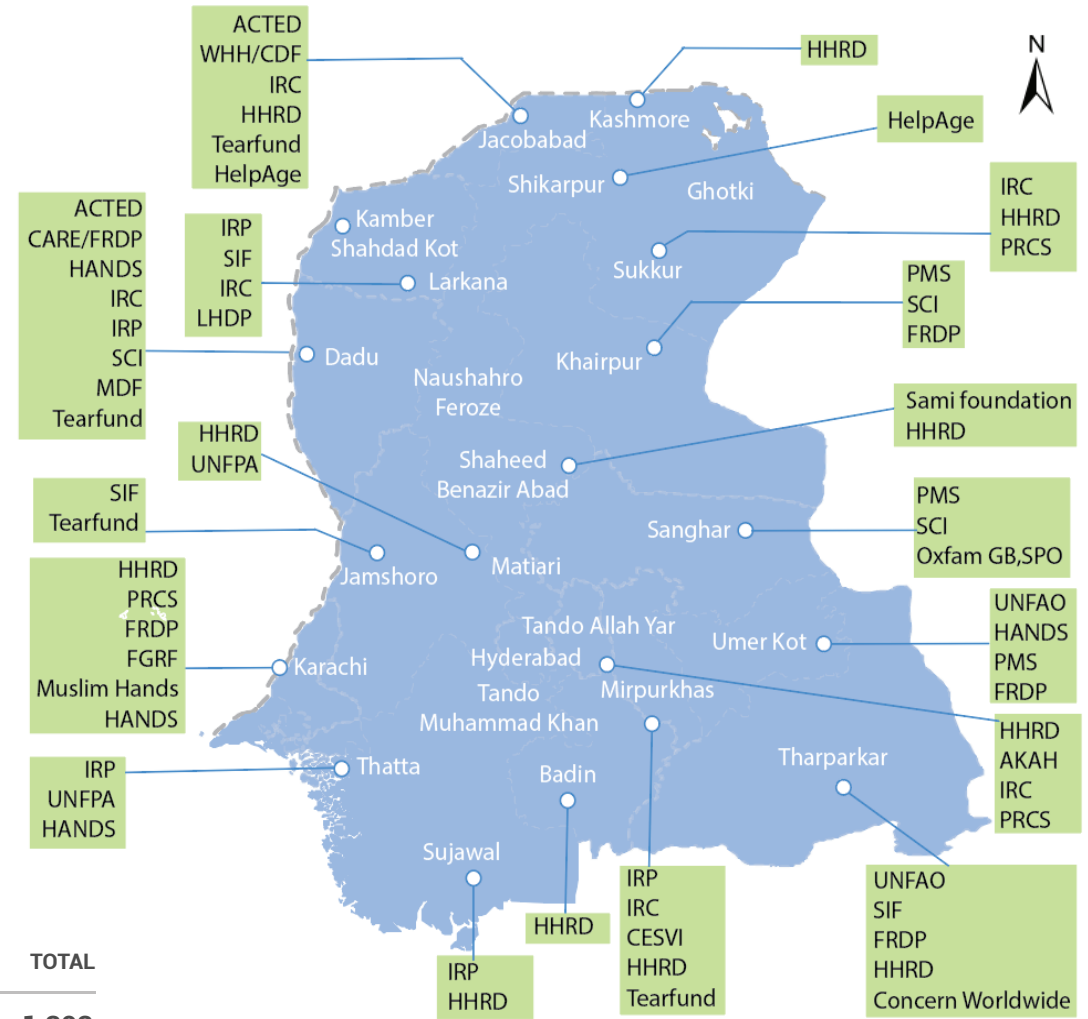 ACTED
WHH/CDF
IRC
HHRD
Tearfund
HelpAge
HHRD
N
HelpAge
Jacobabad
Kashmore
Shikarpur
Ghotki
IRC
HHRD
PRCS
ACTED
CARE/FRDP
HANDS
IRC
IRP
SCI
MDF
Tearfund
IRP
SIF
IRC
LHDP
Kamber
Shahdad Kot
Larkana
Sukkur
PMS
SCI
FRDP
Dadu
Khairpur
Naushahro
Feroze
Sami foundation
HHRD
HHRD
UNFPA
Shaheed
Benazir Abad
SIF
Tearfund
Sanghar
PMS
SCI
Oxfam GB,SPO
Jamshoro
Matiari
HHRD
PRCS
FRDP
FGRF
Muslim Hands
HANDS
Karachi
Tando Allah Yar
Hyderabad
Umer Kot
UNFAO
HANDS
PMS
FRDP
Mirpurkhas
Tando
Muhammad Khan
HHRD
AKAH
IRC
PRCS
IRP
UNFPA
HANDS
Thatta
Badin
Tharparkar
Sujawal
IRP
HHRD
HHRD
IRP
IRC
CESVI
HHRD
Tearfund
UNFAO
SIF
FRDP
HHRD
Concern Worldwide
TOTAL